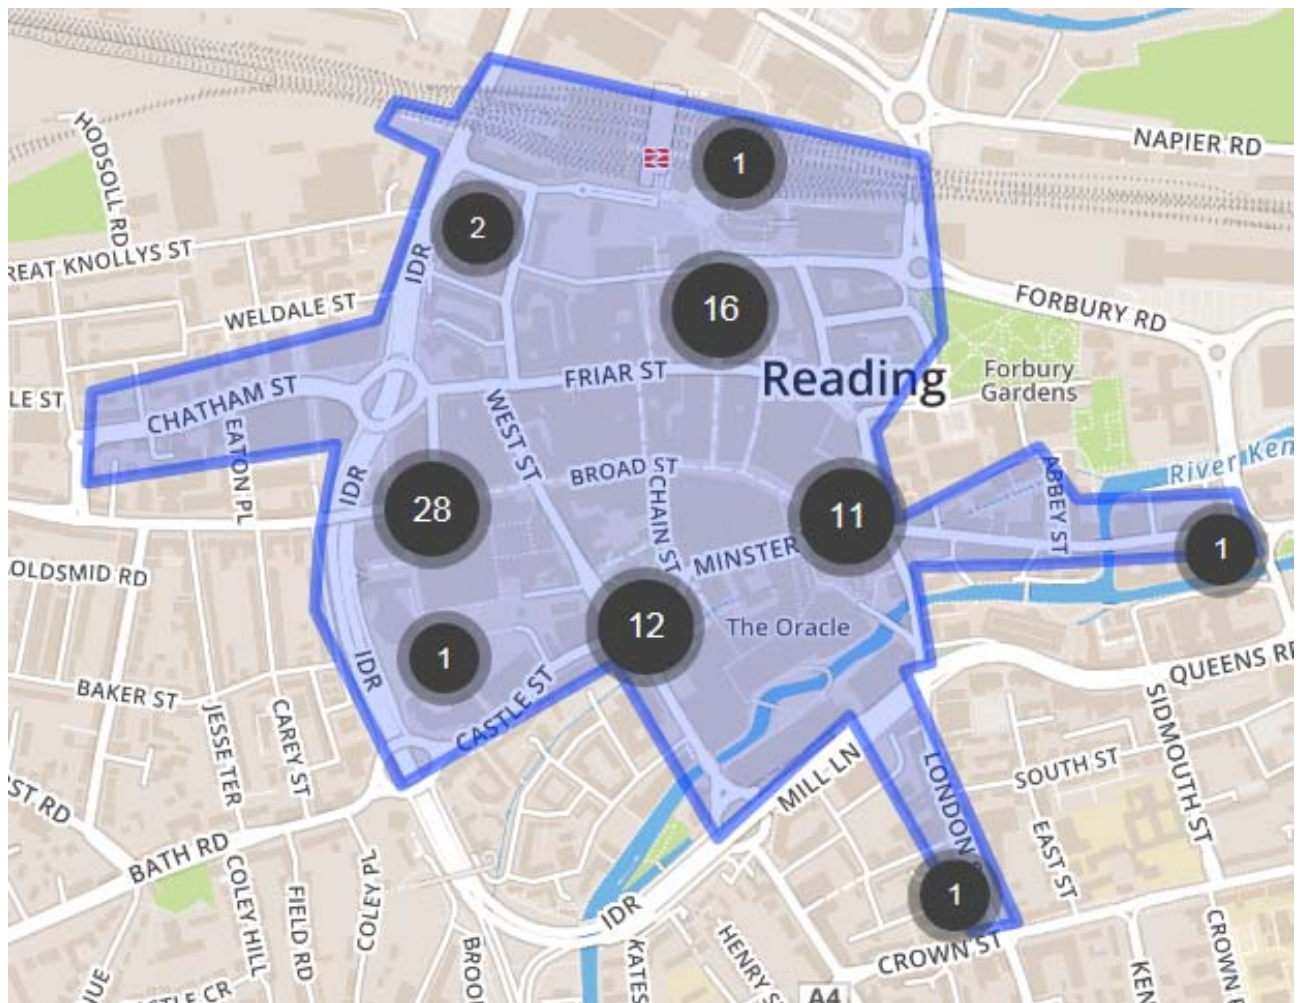 NAPIER RD
HODSOLL RD
1
2
REAT KNOLLYS ST
IDR
WELDALE ST
16
FORBURY RD
FRIAR ST
Reading
Forbury
Gardens
LE ST
CHATHAM ST
EATON PL
WEST ST
BROAD ST
CHAIN ST
IDR
28
11
River Ken
ABBEY ST
1
MINSTER
OLDSMID RD
12
The Oracle
1
IDR
QUEENS RD
BAKER ST
JESSE TER
CAREY ST
CASTLE ST
SIDMOUTH ST
LONDON
SOUTH ST
MILL LN
ST RD
BATH RD
COLEY HILL
FIELD RD
COLEY PL
EAST ST
1
IDR
CROWN ST
HENRY S
KATES
BROO
KEN
CROWN
UE
STLE CR
A4